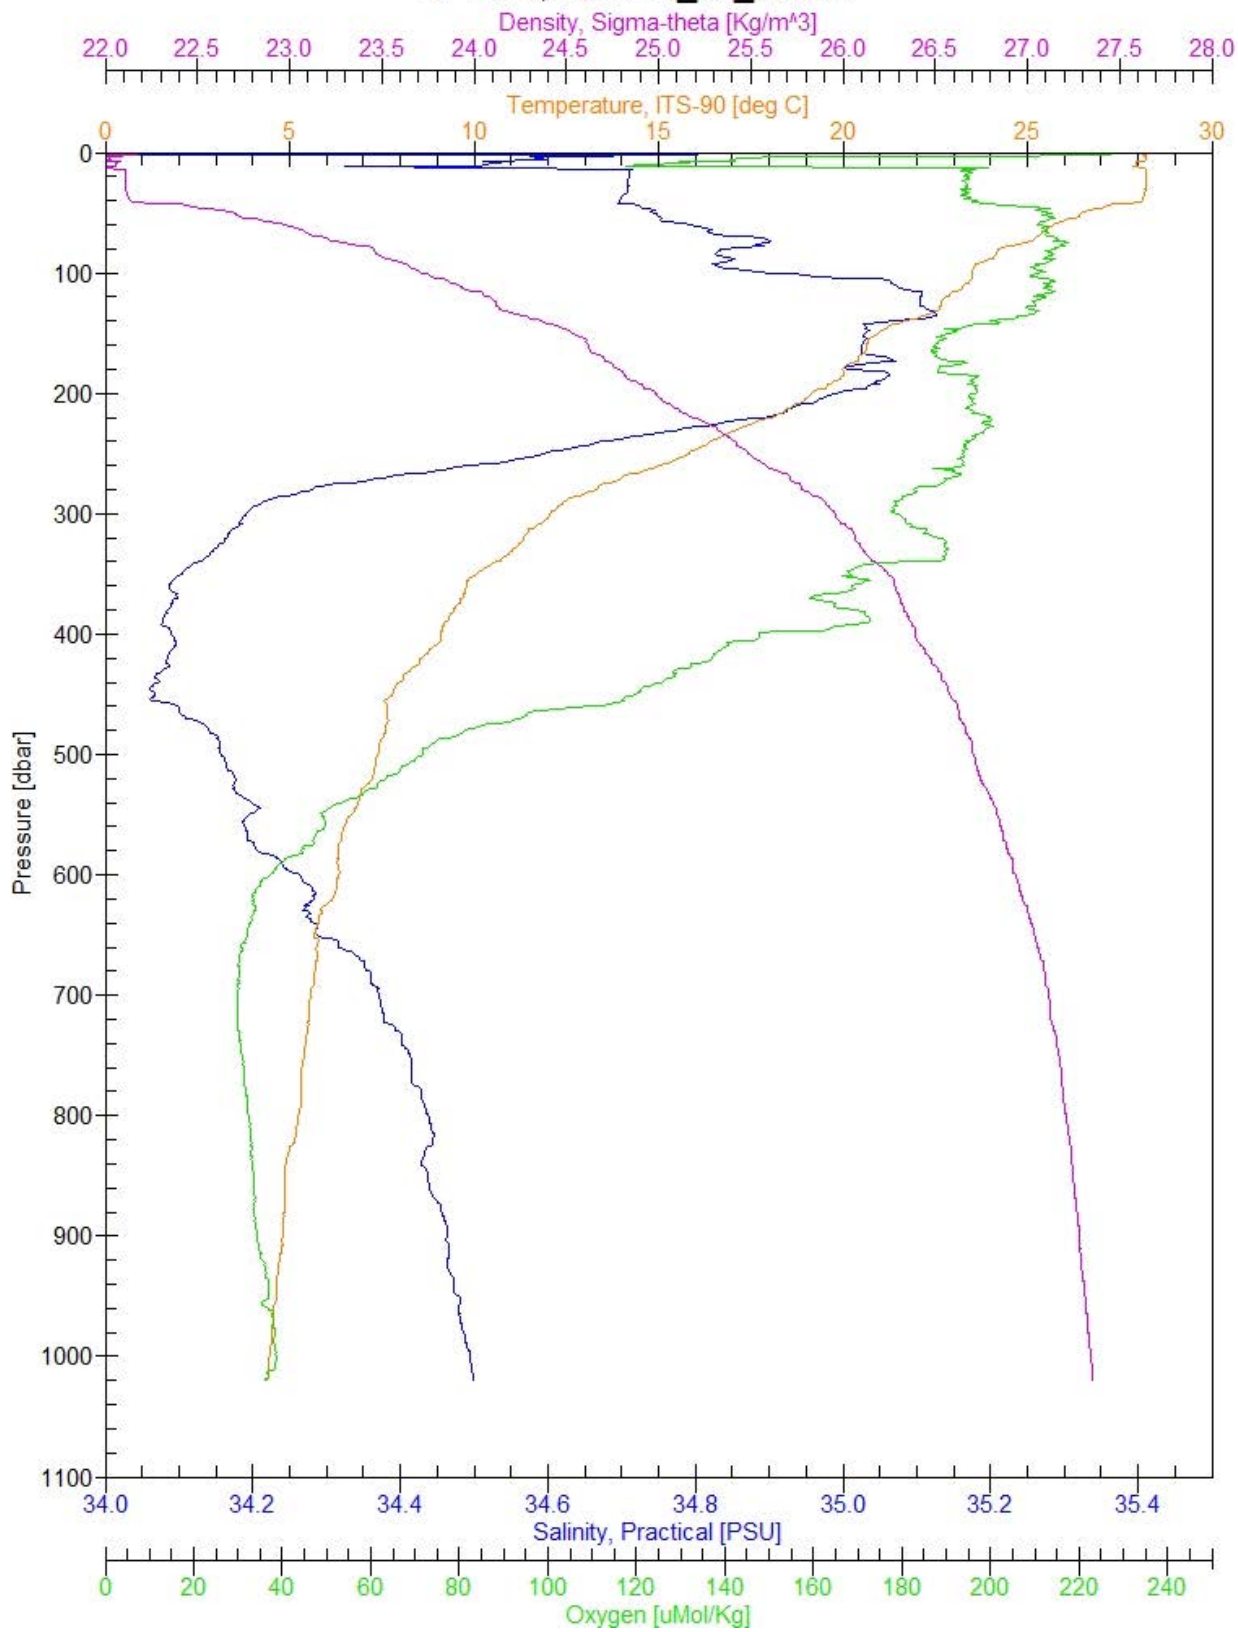 Density, Sigma-theta [Kg/m^3]
22.0 22.5 23.0 23.5 24.0 24.5 25.0 25.5 26.0 26.5 27.0 27.5 28.0
Temperature, ITS-90 [deg C]
0 5 10 15 20 25 30
0
100
200
300
400
500
600
700
800
900
1000
1100
Pressure [dbar]
34.0 34.2 34.4 34.6 34.8 35.0 35.2 35.4
Salinity, Practical [PSU]
0 20 40 60 80 100 120 140 160 180 200 220 240
Oxygen [uMol/Kg]